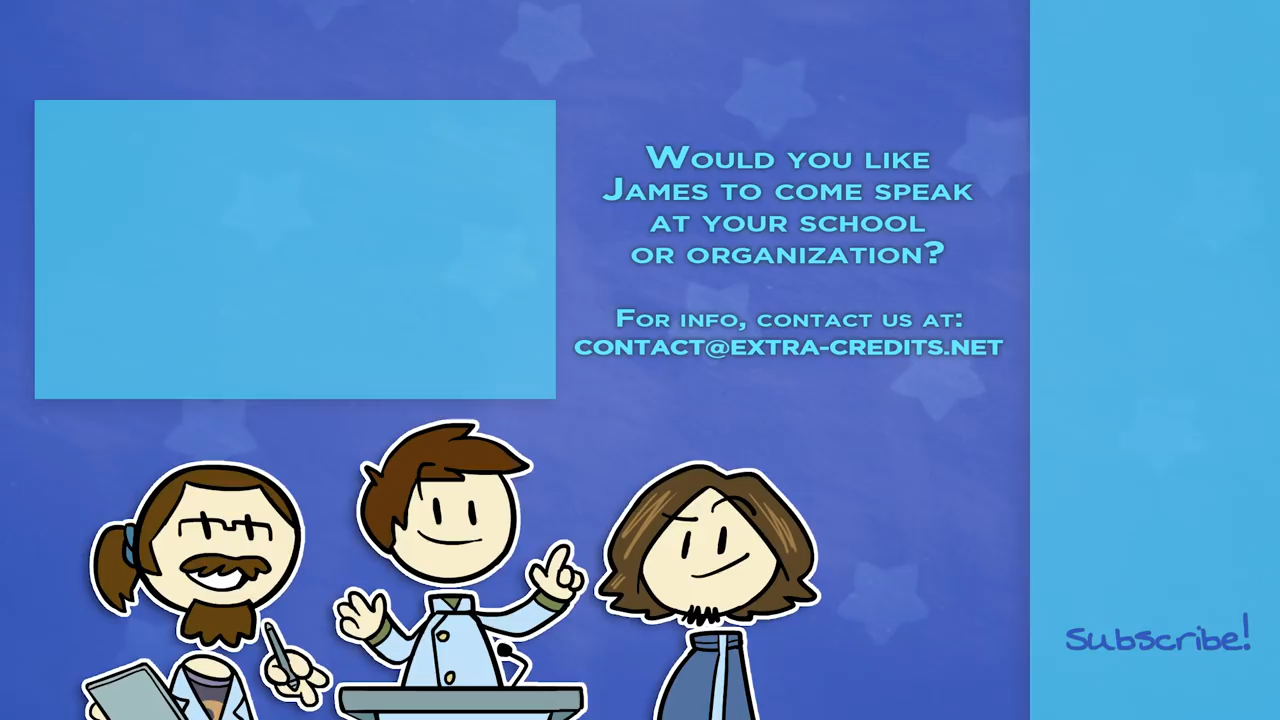 Would you like
James to come speak
at your school
or organization?
For info, contact us at:
contact@extra-credits.net
Subscribe!